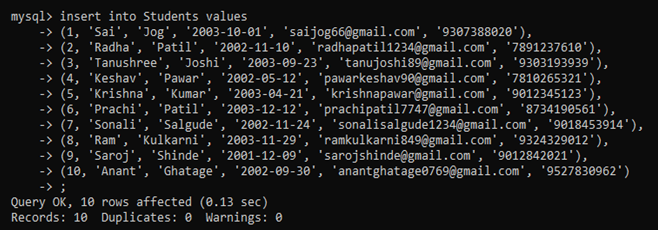 mysql> insert into Students values
-> (1, 'Sai', 'Jog', '2003-10-01', 'saijog66@gmail.com', '9307388020'),
-> (2, 'Radha', 'Patil', '2002-11-10', 'radhapatil1234@gmail.com', '7891237610'),
-> (3, 'Tanushree', 'Joshi', '2003-09-23', 'tanujoshi89@gmail.com', '9303193939'),
-> (4, 'Keshav', 'Pawar', '2002-05-12', 'pawarkeshav90@gmail.com', '7810265321'),
-> (5, 'Krishna', 'Kumar', '2003-04-21', 'krishnapawar@gmail.com', '9012345123'),
-> (6, 'Prachi', 'Patil', '2003-12-12', 'prachipatil7747@gmail.com', '8734190561'),
-> (7, 'Sonali', 'Salgude', '2002-11-24', 'sonalisalgude1234@gmail.com', '9018453914'),
-> (8, 'Ram', 'Kulkarni', '2003-11-29', 'ramkulkarni849@gmail.com', '9324329012'),
-> (9, 'Saroj', 'Shinde', '2001-12-09', 'sarojshinde@gmail.com', '9012842021'),
-> (10, 'Anant', 'Ghatage', '2002-09-30', 'anantghatage0769@gmail.com', '9527830962')
-> ;
Query OK, 10 rows affected (0.13 sec)
Records: 10  Duplicates: 0  Warnings: 0